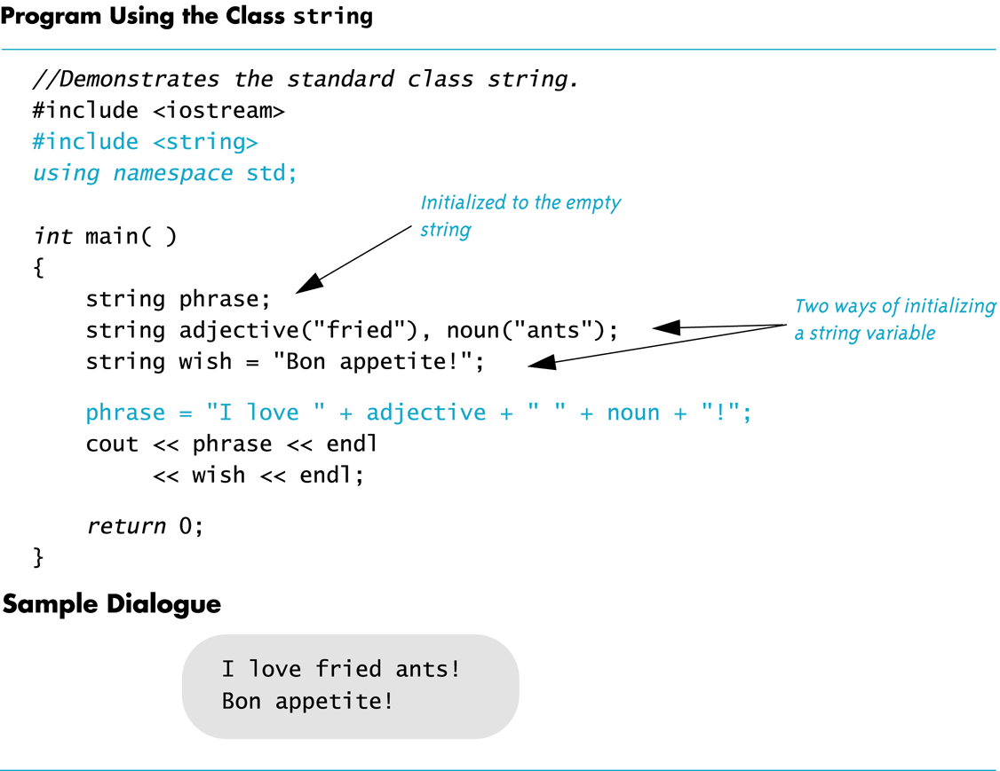 Program Using the Class string
//Demonstrates the standard class string.
#include <iostream>
#include <string>
using namespace std;
Initialized to the empty
string
int main( )
{
string phrase;
Two ways of initializing
a string variable
string adjective("fried"), noun("ants");
string wish = "Bon appetite!";
phrase = "I love " + adjective + " " + noun + "!";
cout << phrase << endl
<< wish << endl;
return 0;
}
Sample Dialogue
I love fried ants!
Bon appetite!